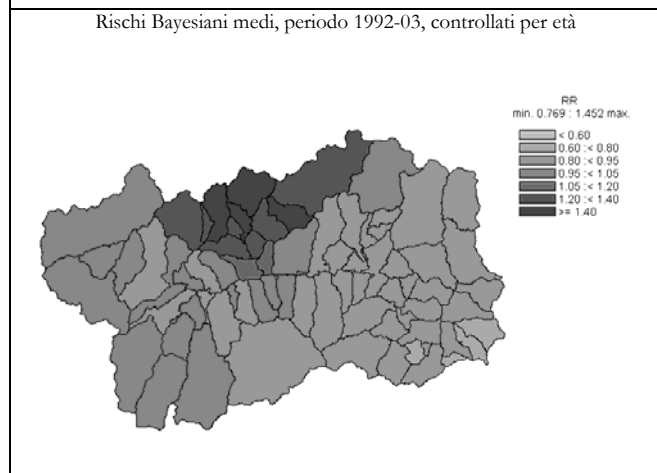 Rischi Bayesiani medi, periodo 1992-03, controllati per età
RR
min. 0.769 : 1.452 max.
< 0.60
0.60 :< 0.80
0.80 :< 0.95
0.95 :< 1.05
1.05 :< 1.20
1.20 :< 1.40
>= 1.40